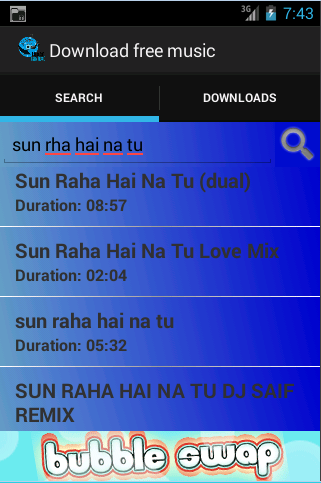 3G 7:43
Download free music
SEARCH DOWNLOADS
sun rha hai na tu
Sun Raha Hai Na Tu (dual)
Duration: 08:57
Sun Raha Hai Na Tu Love Mix
Duration: 02:04
sun raha hai na tu
Duration: 05:32
SUN RAHA HAI NA TU DJ SAIF
REMIX
bubble swap